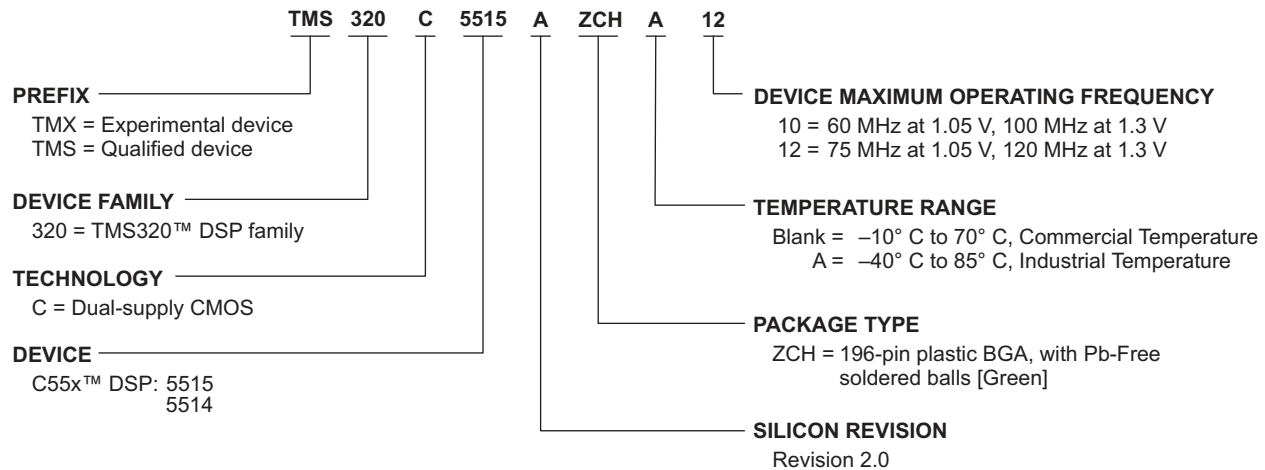 TMS 320 C 5515 A ZCH A 12
PREFIX
TMX = Experimental device
TMS = Qualified device
DEVICE FAMILY
320 = TMS320™ DSP family
TECHNOLOGY
C = Dual-supply CMOS
DEVICE
C55x™ DSP: 5515
5514
DEVICE MAXIMUM OPERATING FREQUENCY
10 = 60 MHz at 1.05 V, 100 MHz at 1.3 V
12 = 75 MHz at 1.05 V, 120 MHz at 1.3 V
TEMPERATURE RANGE
Blank = –10° C to 70° C, Commercial Temperature
A = –40° C to 85° C, Industrial Temperature
PACKAGE TYPE
ZCH = 196-pin plastic BGA, with Pb-Free
soldered balls [Green]
SILICON REVISION
Revision 2.0